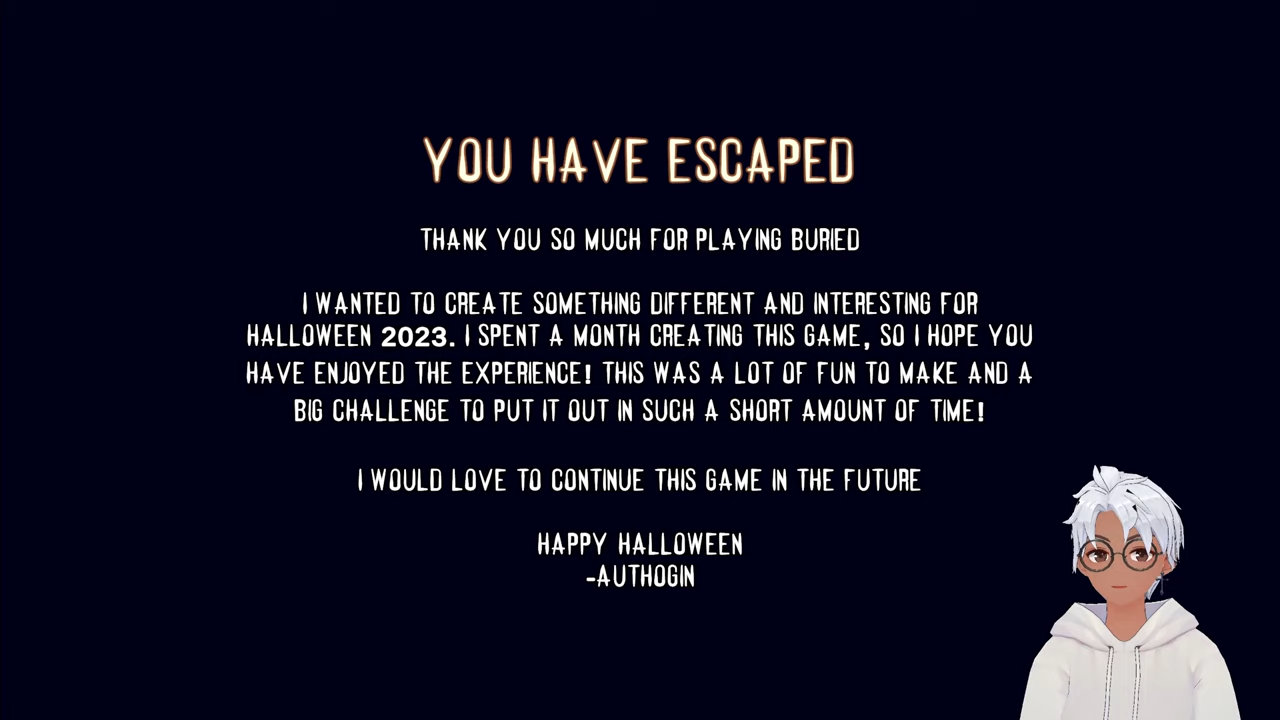 YOU HAVE ESCAPED
THANK YOU SO MUCH FOR PLAYING BURIED
I WANTED TO CREATE SOMETHING DIFFERENT AND INTERESTING FOR
HALLOWEEN 2023. I SPENT A MONTH CREATING THIS GAME, SO I HOPE YOU
HAVE ENJOYED THE EXPERIENCE! THIS WAS A LOT OF FUN TO MAKE AND A
BIG CHALLENGE TO PUT IT OUT IN SUCH A SHORT AMOUNT OF TIME!
I WOULD LOVE TO CONTINUE THIS GAME IN THE FUTURE
HAPPY HALLOWEEN
-AUTHOGIN